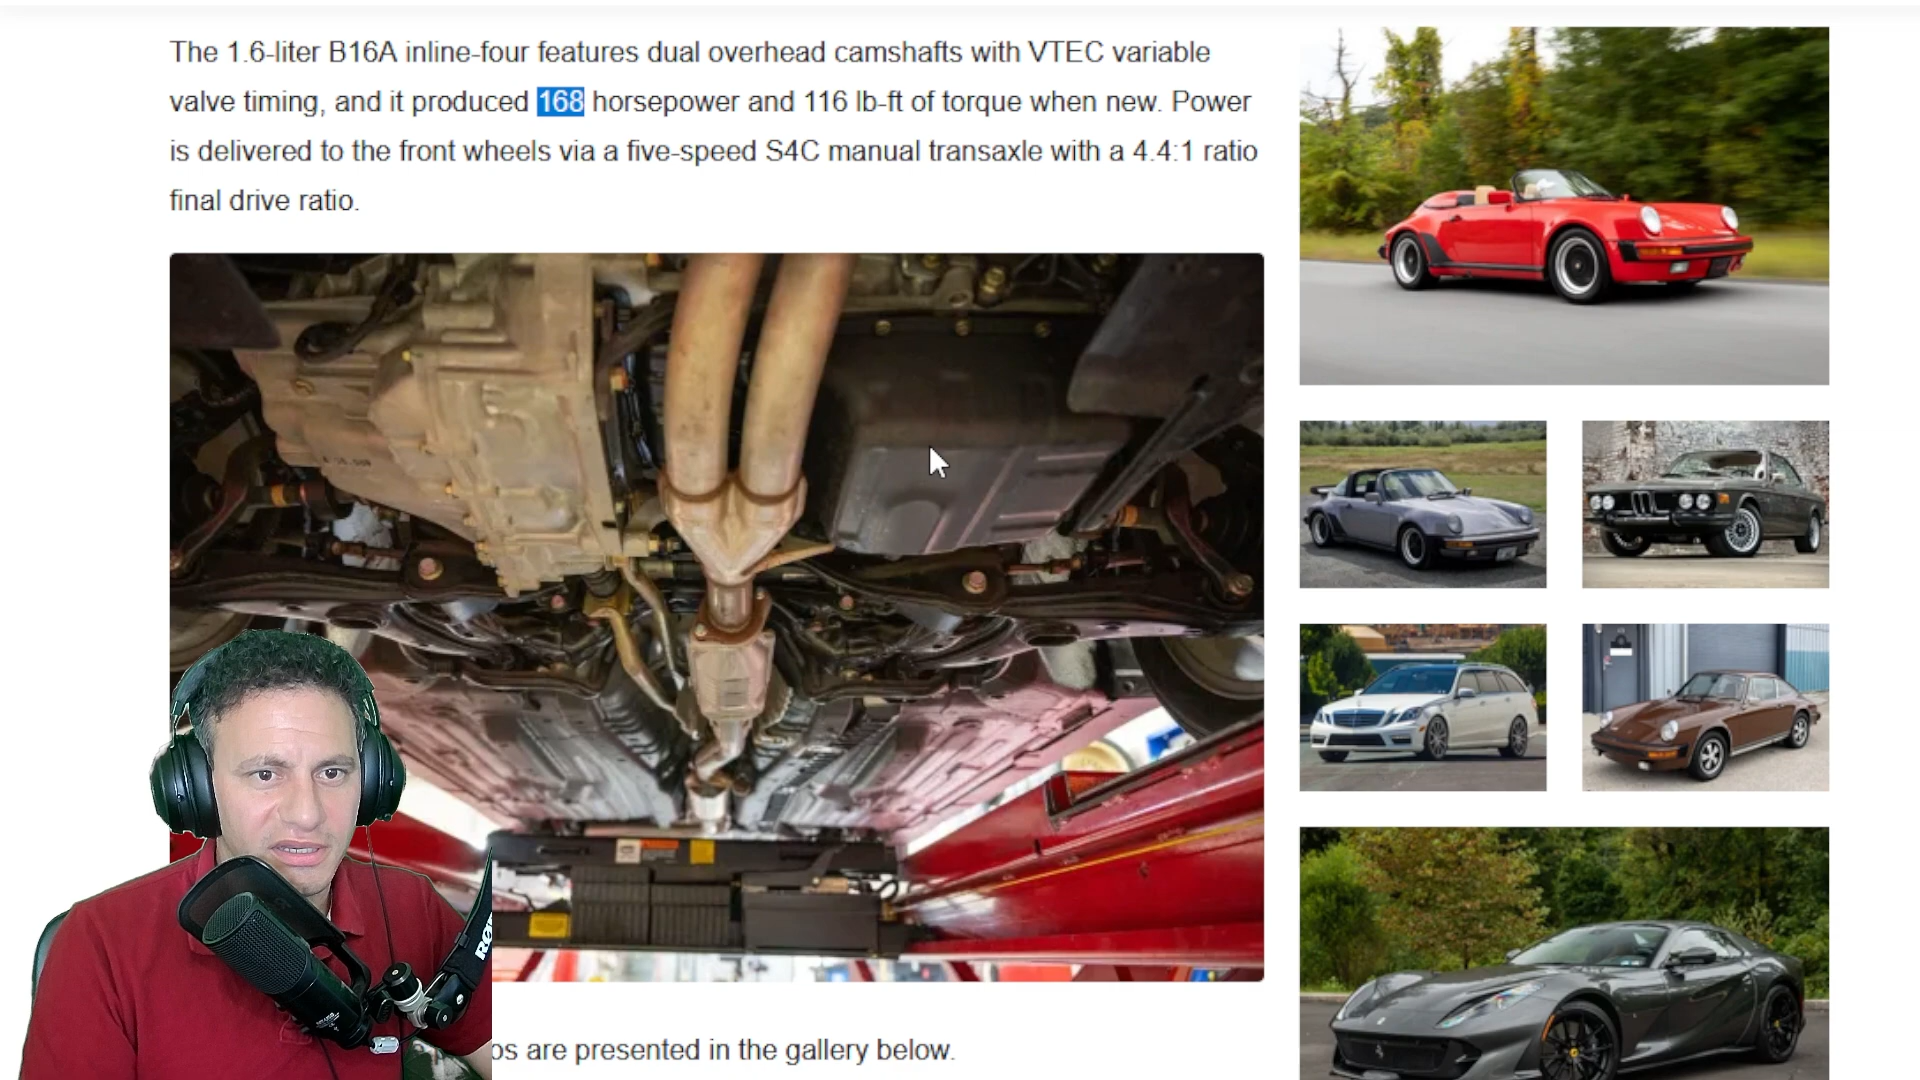 The 1.6-liter B16A inline-four features dual overhead camshafts with VTEC variable
valve timing, and it produced 168 horsepower and 116 lb-ft of torque when new. Power
is delivered to the front wheels via a five-speed S4C manual transaxle with a 4.4:1 ratio
final drive ratio.
are presented in the gallery below.